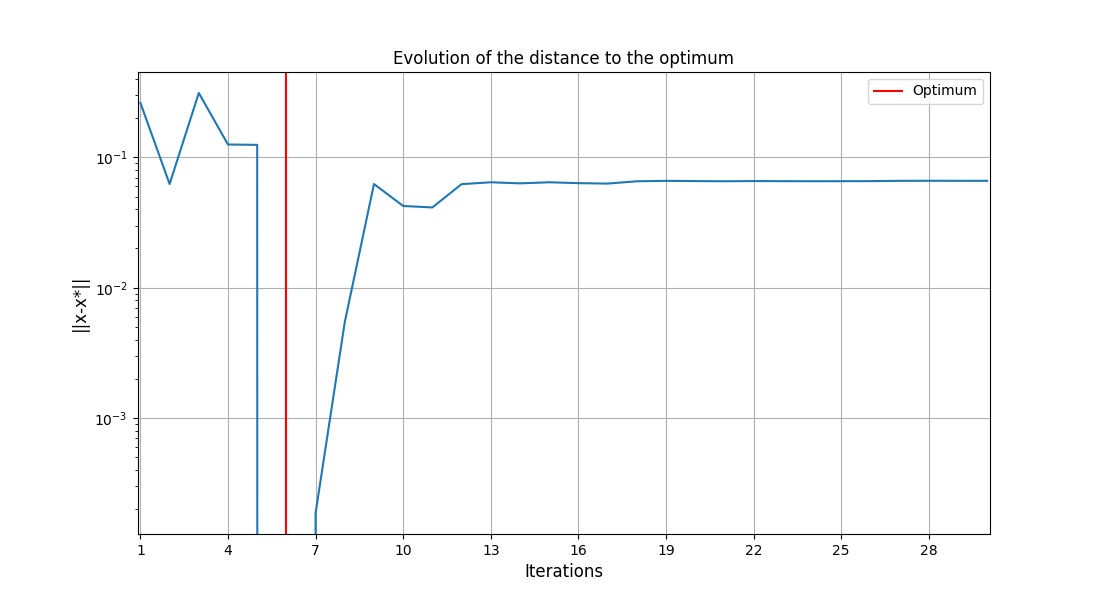 Evolution of the distance to the optimum
Optimum
||x-x*||
10⁻¹
10⁻²
10⁻³
1 4 7 10 13 16 19 22 25 28
Iterations